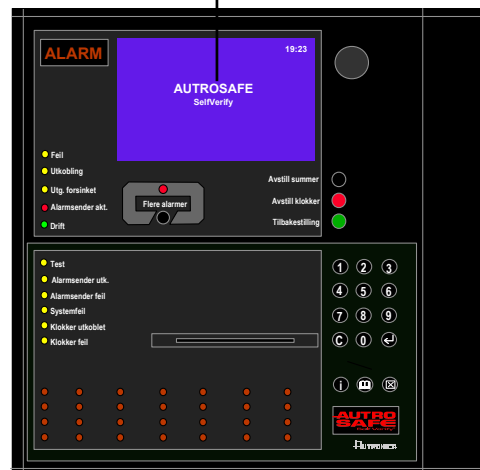 ALARM
19:23
AUTROSAFE
SelfVerify
Feil
Utkobling
Utg. forsinket
Alarmsender akt.
Drift
Flere alarmer
Avstill summer
Avstill klokker
Tilbakestilling
Test
Alarmsender utk.
Alarmsender feil
Systemfeil
Klokker utkoblet
Klokker feil
1 2 3
4 5 6
7 8 9
C 0
i
AUTRO
SAFE
AUTRONICA